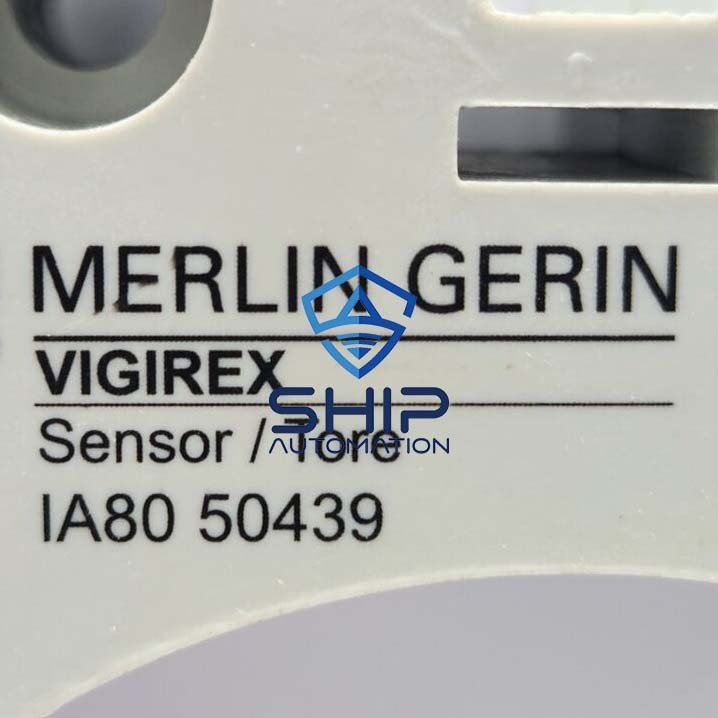 MERLIN GERIN
VIGIREX
SHIP
AUTOMATION
Sensor / Tore
IA80 50439